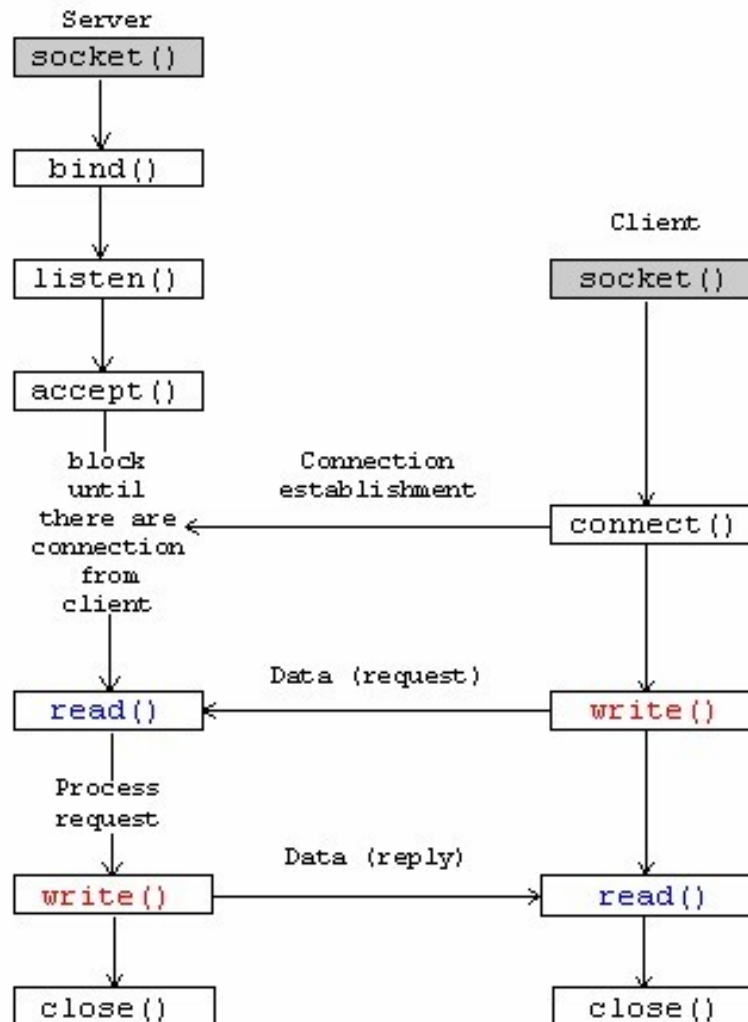 Server
socket()
bind()
listen()
accept()
block
until
there are
connection
from
client
Client
socket()
Connection
establishment
connect()
Data (request)
read()
write()
Process
request
Data (reply)
write()
read()
close()
close()